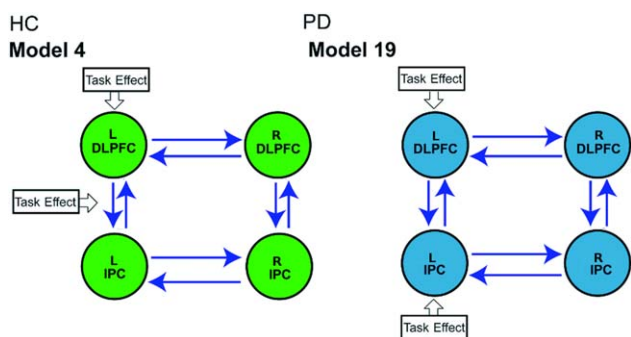 HC
Model 4
Task Effect
L
DLPFC
R
DLPFC
Task Effect
L
IPC
R
IPC
PD
Model 19
Task Effect
L
DLPFC
R
DLPFC
L
IPC
R
IPC
Task Effect